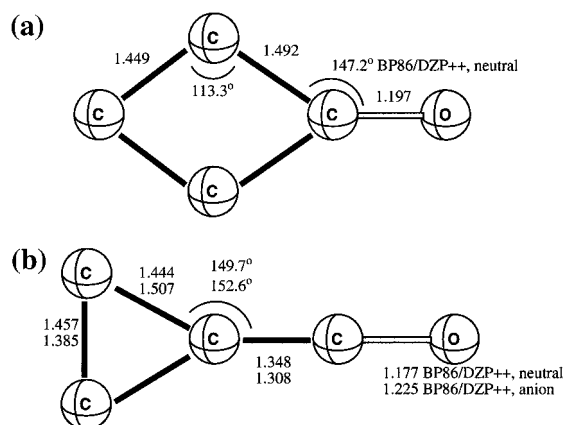 (a)
C
1.449
1.492
113.3°
147.2° BP86/DZP++, neutral
1.197
C
C
O
C
(b)
C
1.444
1.507
149.7°
152.6°
1.457
1.385
C
C
O
1.348
1.308
1.177 BP86/DZP++, neutral
1.225 BP86/DZP++, anion
C